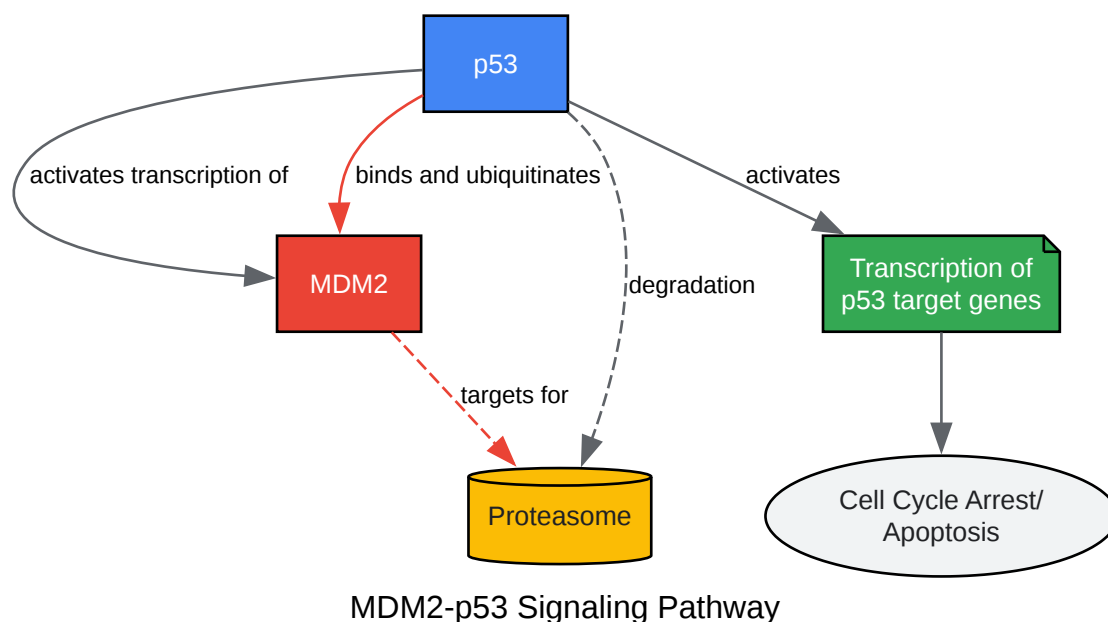 p53
activates transcription of
binds and ubiquitinates
activates
MDM2
degradation
Transcription of
p53 target genes
targets for
Proteasome
Cell Cycle Arrest/
Apoptosis
MDM2-p53 Signaling Pathway